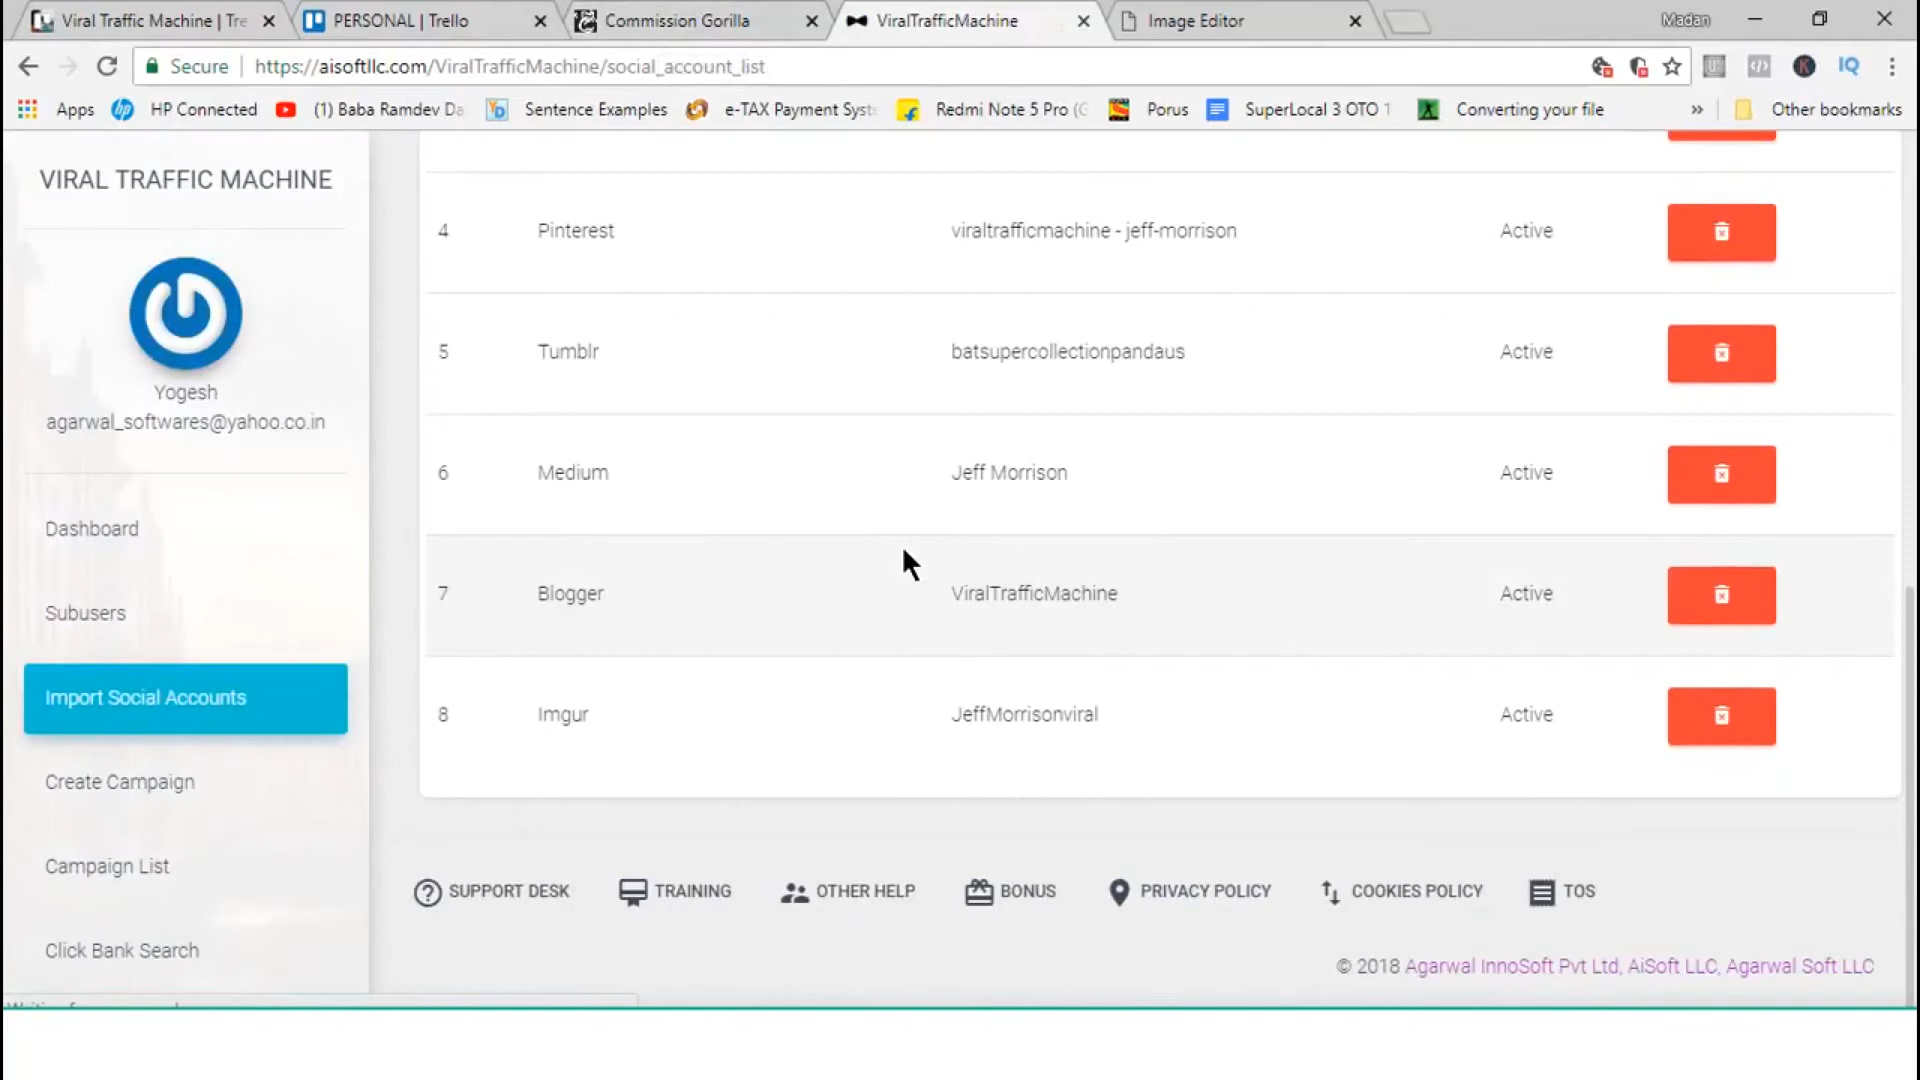 Viral Traffic Machine | Tre
PERSONAL | Trello
Commission Gorilla
ViralTrafficMachine
Image Editor
Madan
Secure
https://aisoftllc.com/ViralTrafficMachine/social_account_list
IQ
Apps
HP Connected
(1) Baba Ramdev Da
Sentence Examples
e-TAX Payment Syst
Redmi Note 5 Pro (G
Porus
SuperLocal 3 OTO 1
Converting your file
»
Other bookmarks
VIRAL TRAFFIC MACHINE
Yogesh
agarwal_softwares@yahoo.co.in
Dashboard
Subusers
Import Social Accounts
Create Campaign
Campaign List
Click Bank Search
4 Pinterest viraltrafficmachine - jeff-morrison Active
5 Tumblr batsupercollectionpandaus Active
6 Medium Jeff Morrison Active
7 Blogger ViralTrafficMachine Active
8 Imgur JeffMorrisonviral Active
SUPPORT DESK
TRAINING
OTHER HELP
BONUS
PRIVACY POLICY
COOKIES POLICY
TOS
© 2018 Agarwal InnoSoft Pvt Ltd, AiSoft LLC, Agarwal Soft LLC